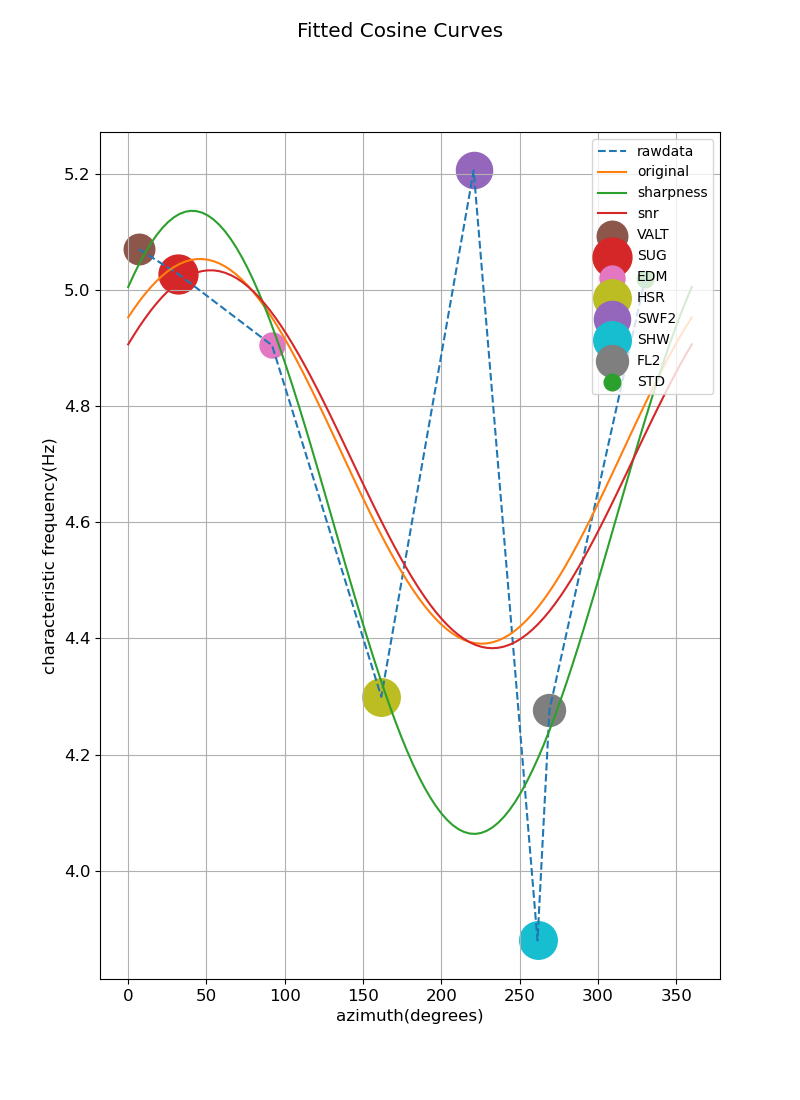 Fitted Cosine Curves
rawdata
original
sharpness
snr
VALT
SUG
EDM
HSR
SWF2
SHW
FL2
STD
characteristic frequency(Hz)
5.2
5.0
4.8
4.6
4.4
4.2
4.0
0 50 100 150 200 250 300 350
azimuth(degrees)